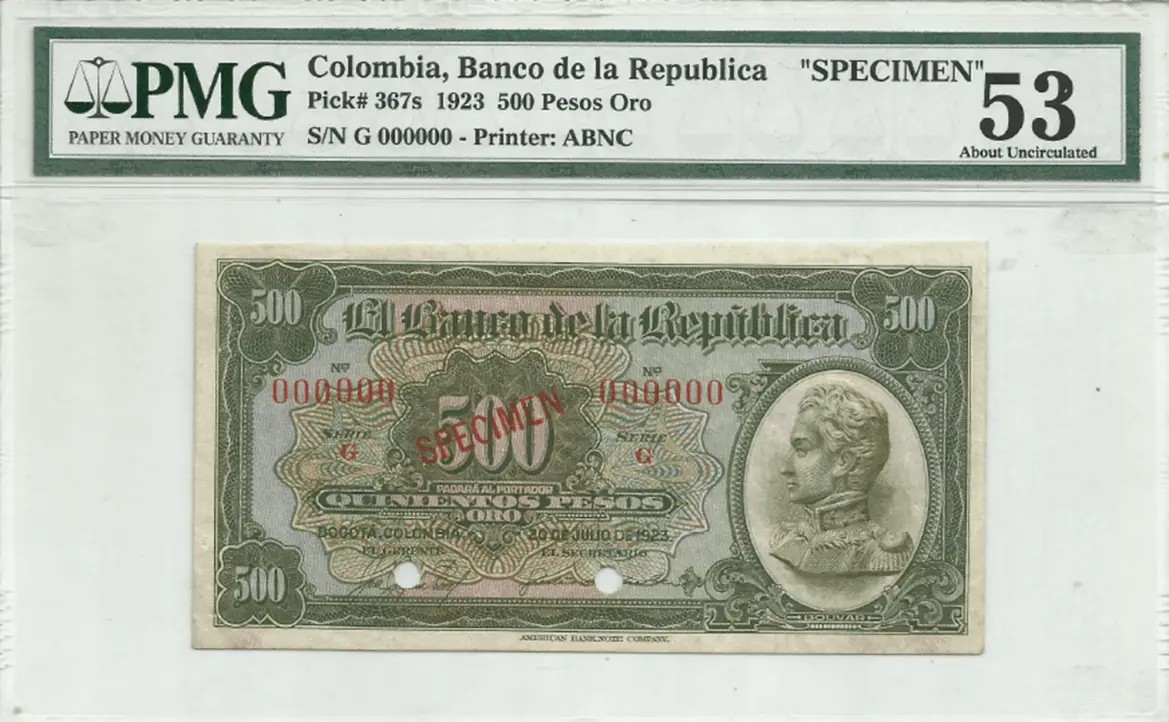 PMG
PAPER MONEY GUARANTY
Colombia, Banco de la Republica "SPECIMEN"
Pick# 367s 1923 500 Pesos Oro
S/N G 000000 - Printer: ABNC
53
About Uncirculated
500 500
El Banco de la República
Nº Nº
000000 000000
500
SPECIMEN
SERIE SERIE
G G
PAGARÁ AL PORTADOR
QUINIENTOS PESOS
ORO
BOGOTÁ, COLOMBIA, 20 DE JULIO DE 1923
EL GERENTE EL SECRETARIO
500
BOLIVAR
AMERICAN BANK NOTE COMPANY.